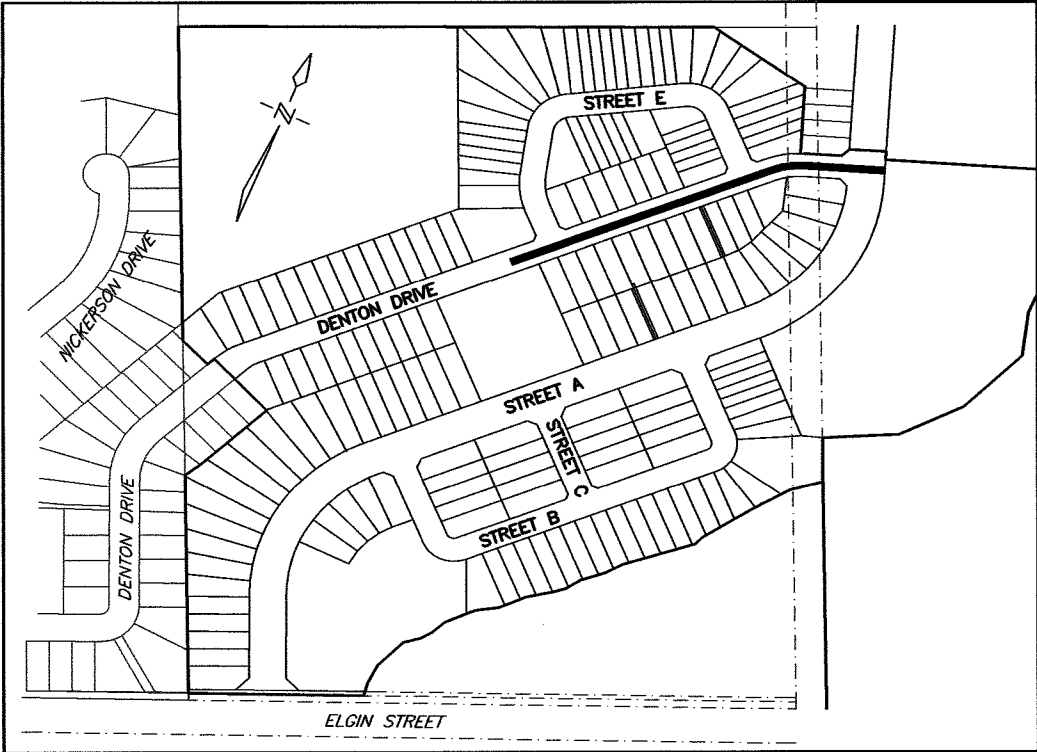 STREET E
N
NICKERSON DRIVE
DENTON DRIVE
STREET A
STREET C
STREET B
DENTON DRIVE
ELGIN STREET